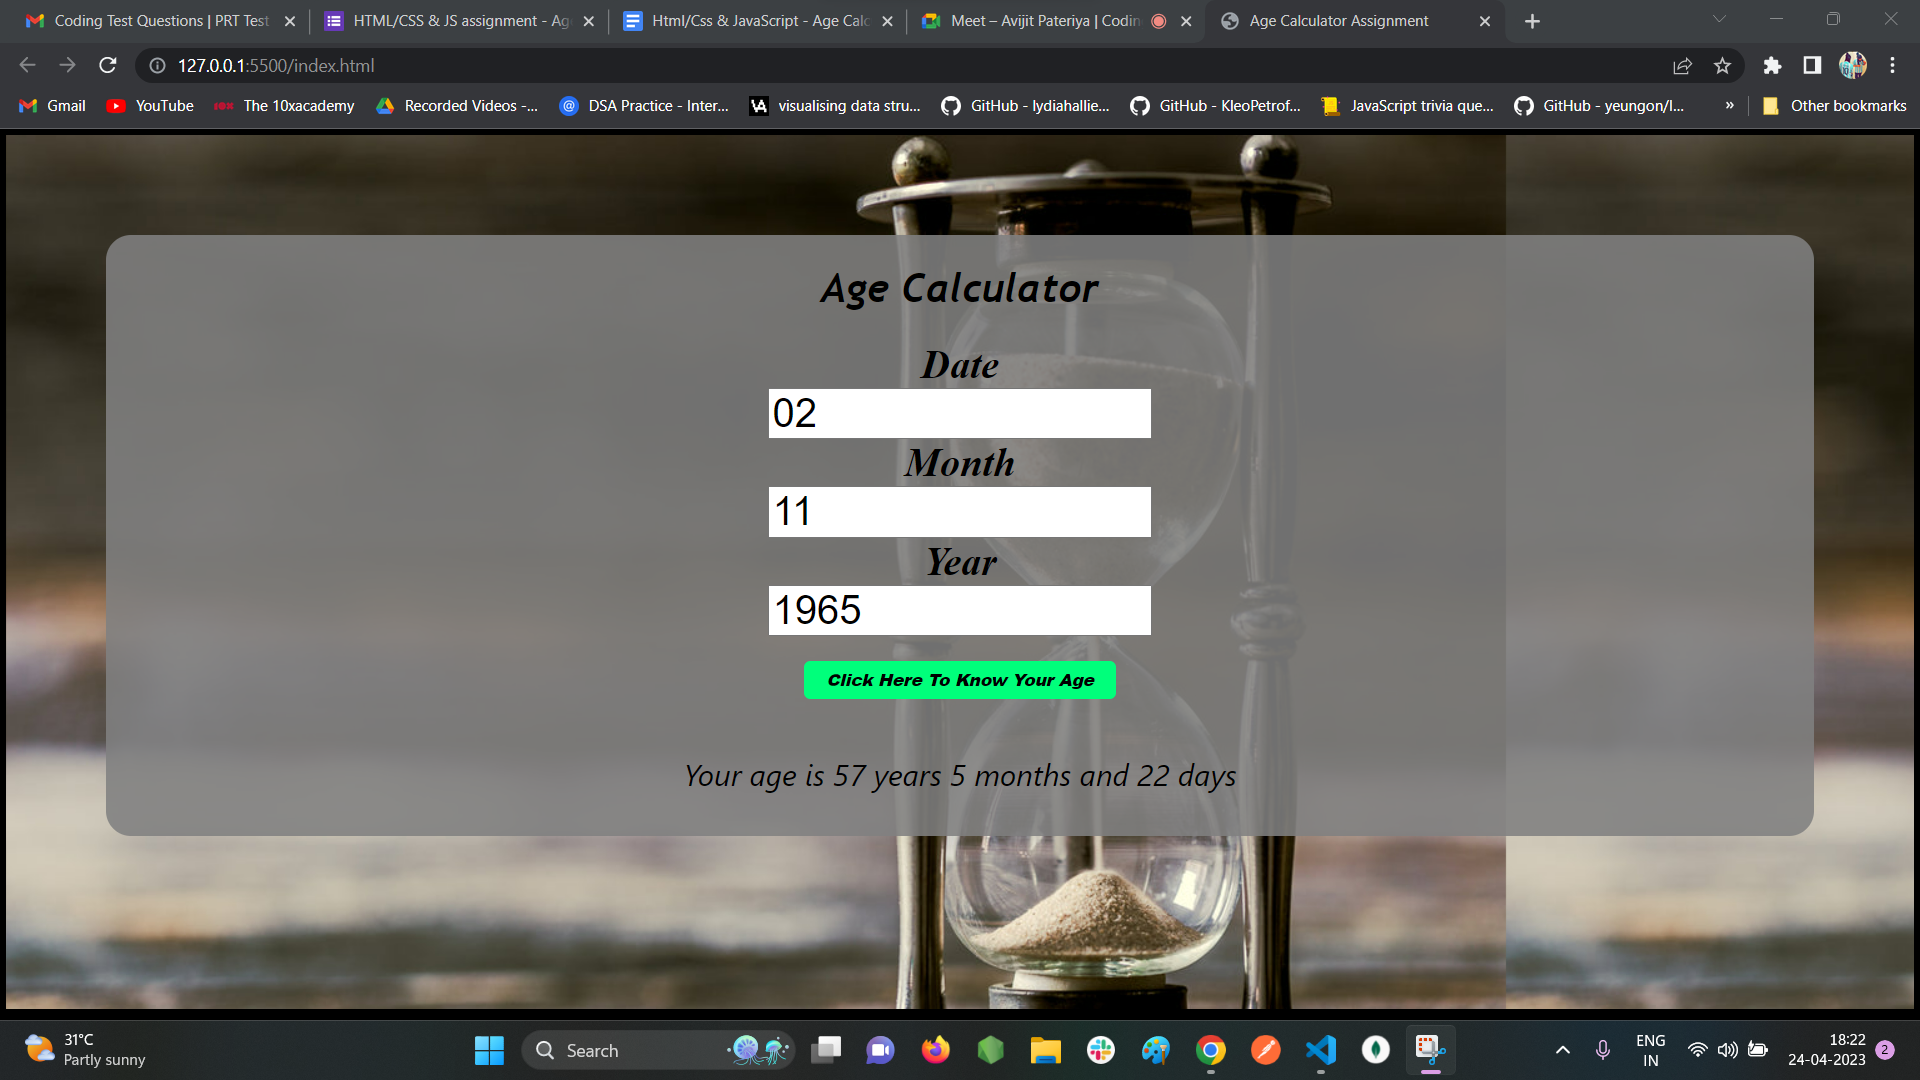 Coding Test Questions | PRT Test
HTML/CSS & JS assignment - Ag
Html/Css & JavaScript - Age Calc
Meet – Avijit Pateriya | Codin
Age Calculator Assignment
127.0.0.1:5500/index.html
Gmail
YouTube
The 10xacademy
Recorded Videos -...
DSA Practice - Inter...
visualising data stru...
GitHub - lydiahallie...
GitHub - KleoPetrof...
JavaScript trivia que...
GitHub - yeungon/I...
»
Other bookmarks
Age Calculator
Date
02
Month
11
Year
1965
Click Here To Know Your Age
Your age is 57 years 5 months and 22 days
31°C
Partly sunny
Search
ENG
IN
18:22
24-04-2023
2